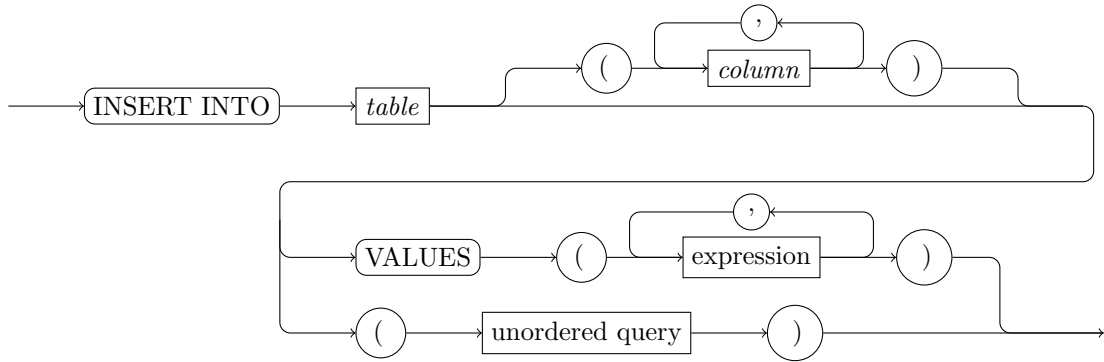 ,
( column )
INSERT INTO table
,
VALUES ( expression )
( unordered query )